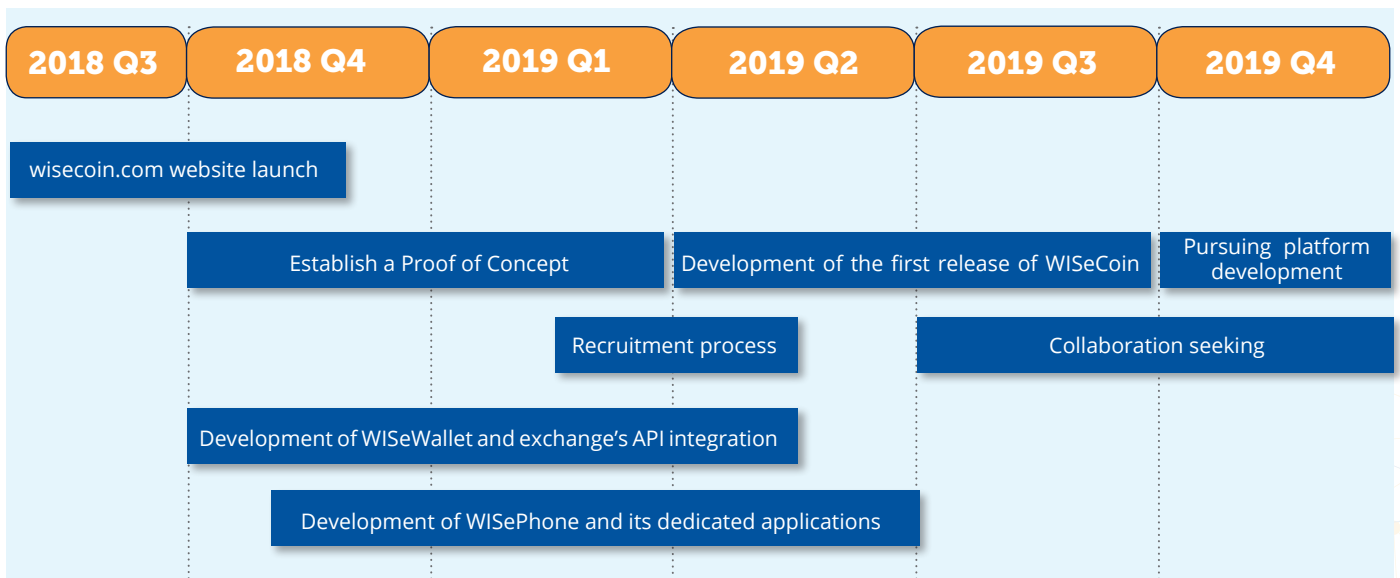 2018 Q3
2018 Q4
2019 Q1
2019 Q2
2019 Q3
2019 Q4
wisecoin.com website launch
Establish a Proof of Concept
Development of the first release of WISeCoin
Pursuing platform
development
Recruitment process
Collaboration seeking
Development of WISeWallet and exchange’s API integration
Development of WISePhone and its dedicated applications